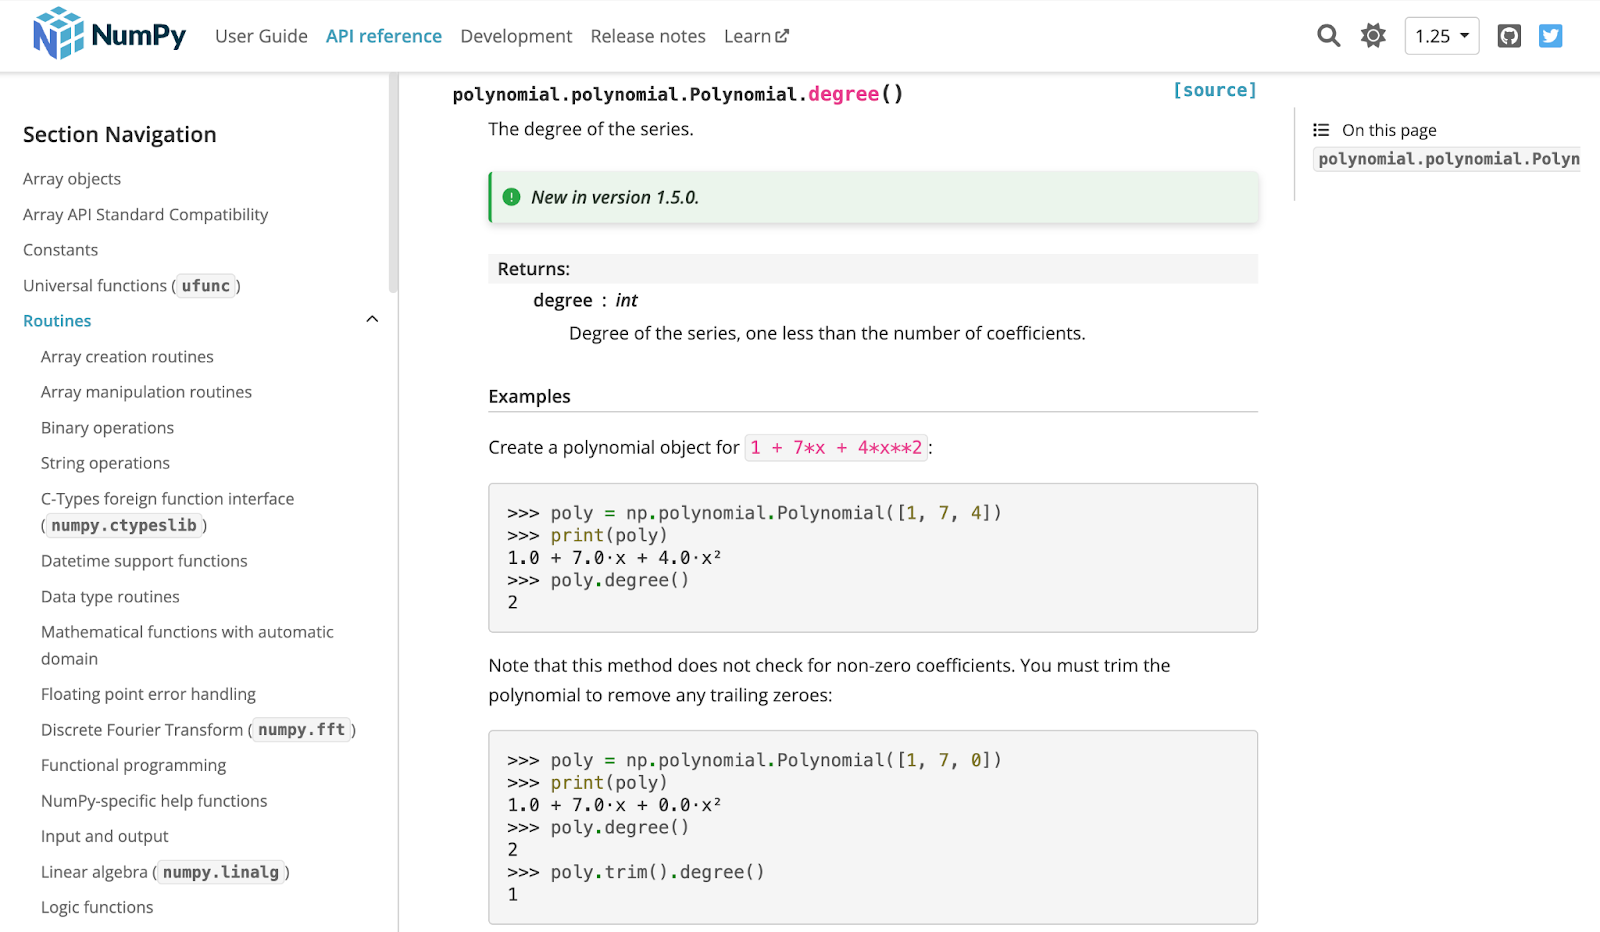 NumPy
User Guide
API reference
Development
Release notes
Learn
1.25
Section Navigation
Array objects
Array API Standard Compatibility
Constants
Universal functions (ufunc)
Routines
Array creation routines
Array manipulation routines
Binary operations
String operations
C-Types foreign function interface
(numpy.ctypeslib)
Datetime support functions
Data type routines
Mathematical functions with automatic
domain
Floating point error handling
Discrete Fourier Transform (numpy.fft)
Functional programming
NumPy-specific help functions
Input and output
Linear algebra (numpy.linalg)
Logic functions
polynomial.polynomial.Polynomial.degree()
[source]
The degree of the series.
New in version 1.5.0.
Returns:
degree : int
Degree of the series, one less than the number of coefficients.
Examples
Create a polynomial object for 1 + 7*x + 4*x**2:
>>> poly = np.polynomial.Polynomial([1, 7, 4])
>>> print(poly)
1.0 + 7.0·x + 4.0·x²
>>> poly.degree()
2
Note that this method does not check for non-zero coefficients. You must trim the
polynomial to remove any trailing zeroes:
>>> poly = np.polynomial.Polynomial([1, 7, 0])
>>> print(poly)
1.0 + 7.0·x + 0.0·x²
>>> poly.degree()
2
>>> poly.trim().degree()
1
On this page
polynomial.polynomial.Polyn